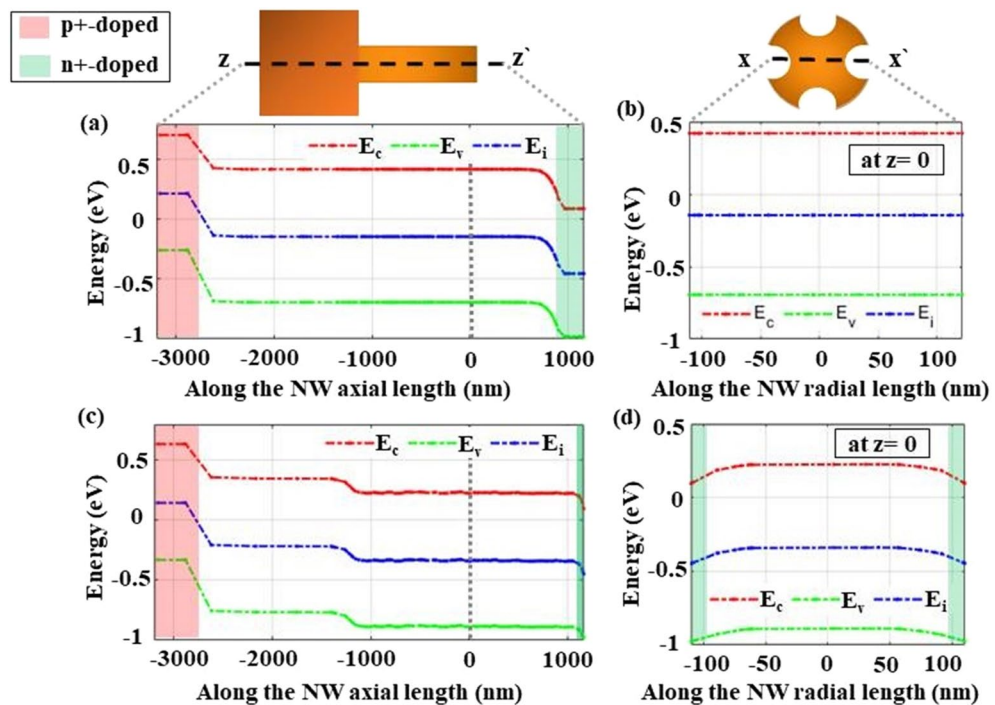 p+-doped
n+-doped
z z`
x x`
(a)
(b)
Ec Ev Ei
at z= 0
Energy (eV)
0.5
0
-0.5
-1
-3000 -2000 -1000 0 1000
Along the NW axial length (nm)
Energy (eV)
0.5
0
-0.5
-1
Ec Ev Ei
-100 -50 0 50 100
Along the NW radial length (nm)
(c)
(d)
Ec Ev Ei
at z= 0
Energy (eV)
0.5
0
-0.5
-1
-3000 -2000 -1000 0 1000
Along the NW axial length (nm)
Energy (eV)
0.5
0
-0.5
-1
Ec Ev Ei
-100 -50 0 50 100
Along the NW radial length (nm)